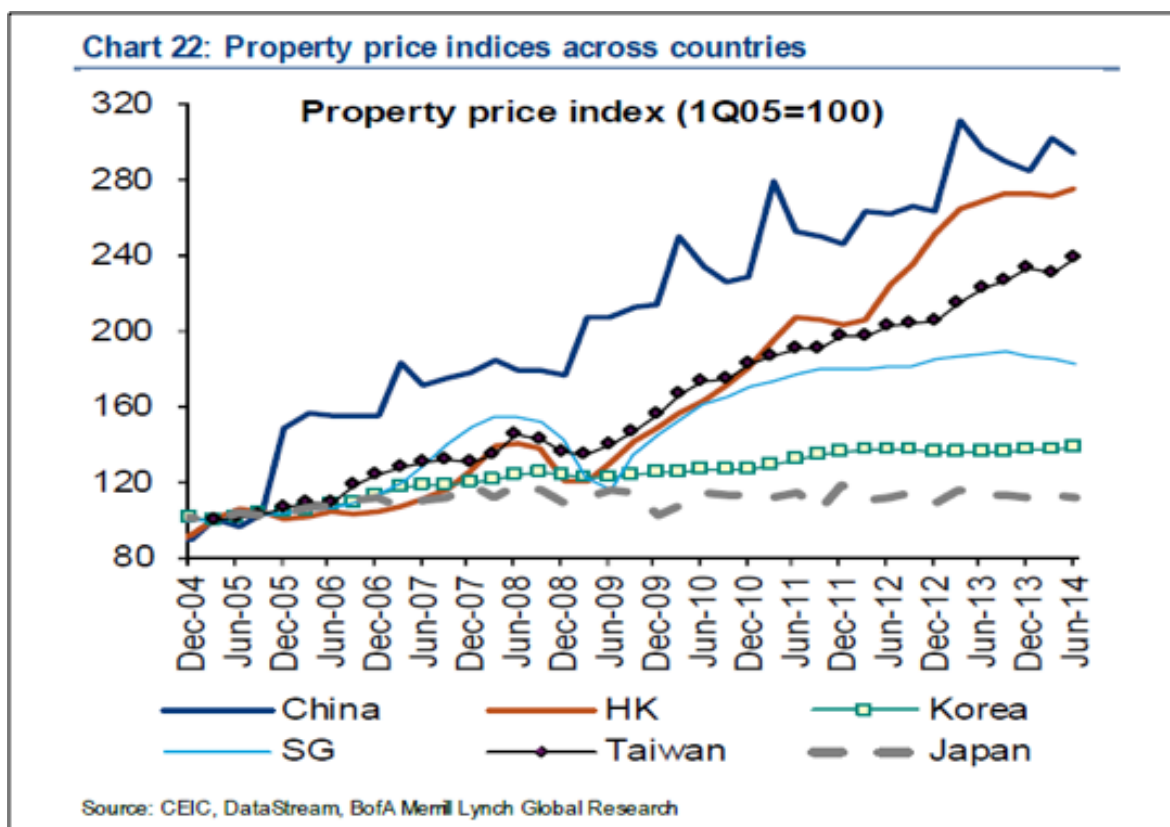 Chart 22: Property price indices across countries
Property price index (1Q05=100)
320
280
240
200
160
120
80
Dec-04
Jun-05
Dec-05
Jun-06
Dec-06
Jun-07
Dec-07
Jun-08
Dec-08
Jun-09
Dec-09
Jun-10
Dec-10
Jun-11
Dec-11
Jun-12
Dec-12
Jun-13
Dec-13
Jun-14
China HK Korea
SG Taiwan Japan
Source: CEIC, DataStream, BofA Merrill Lynch Global Research